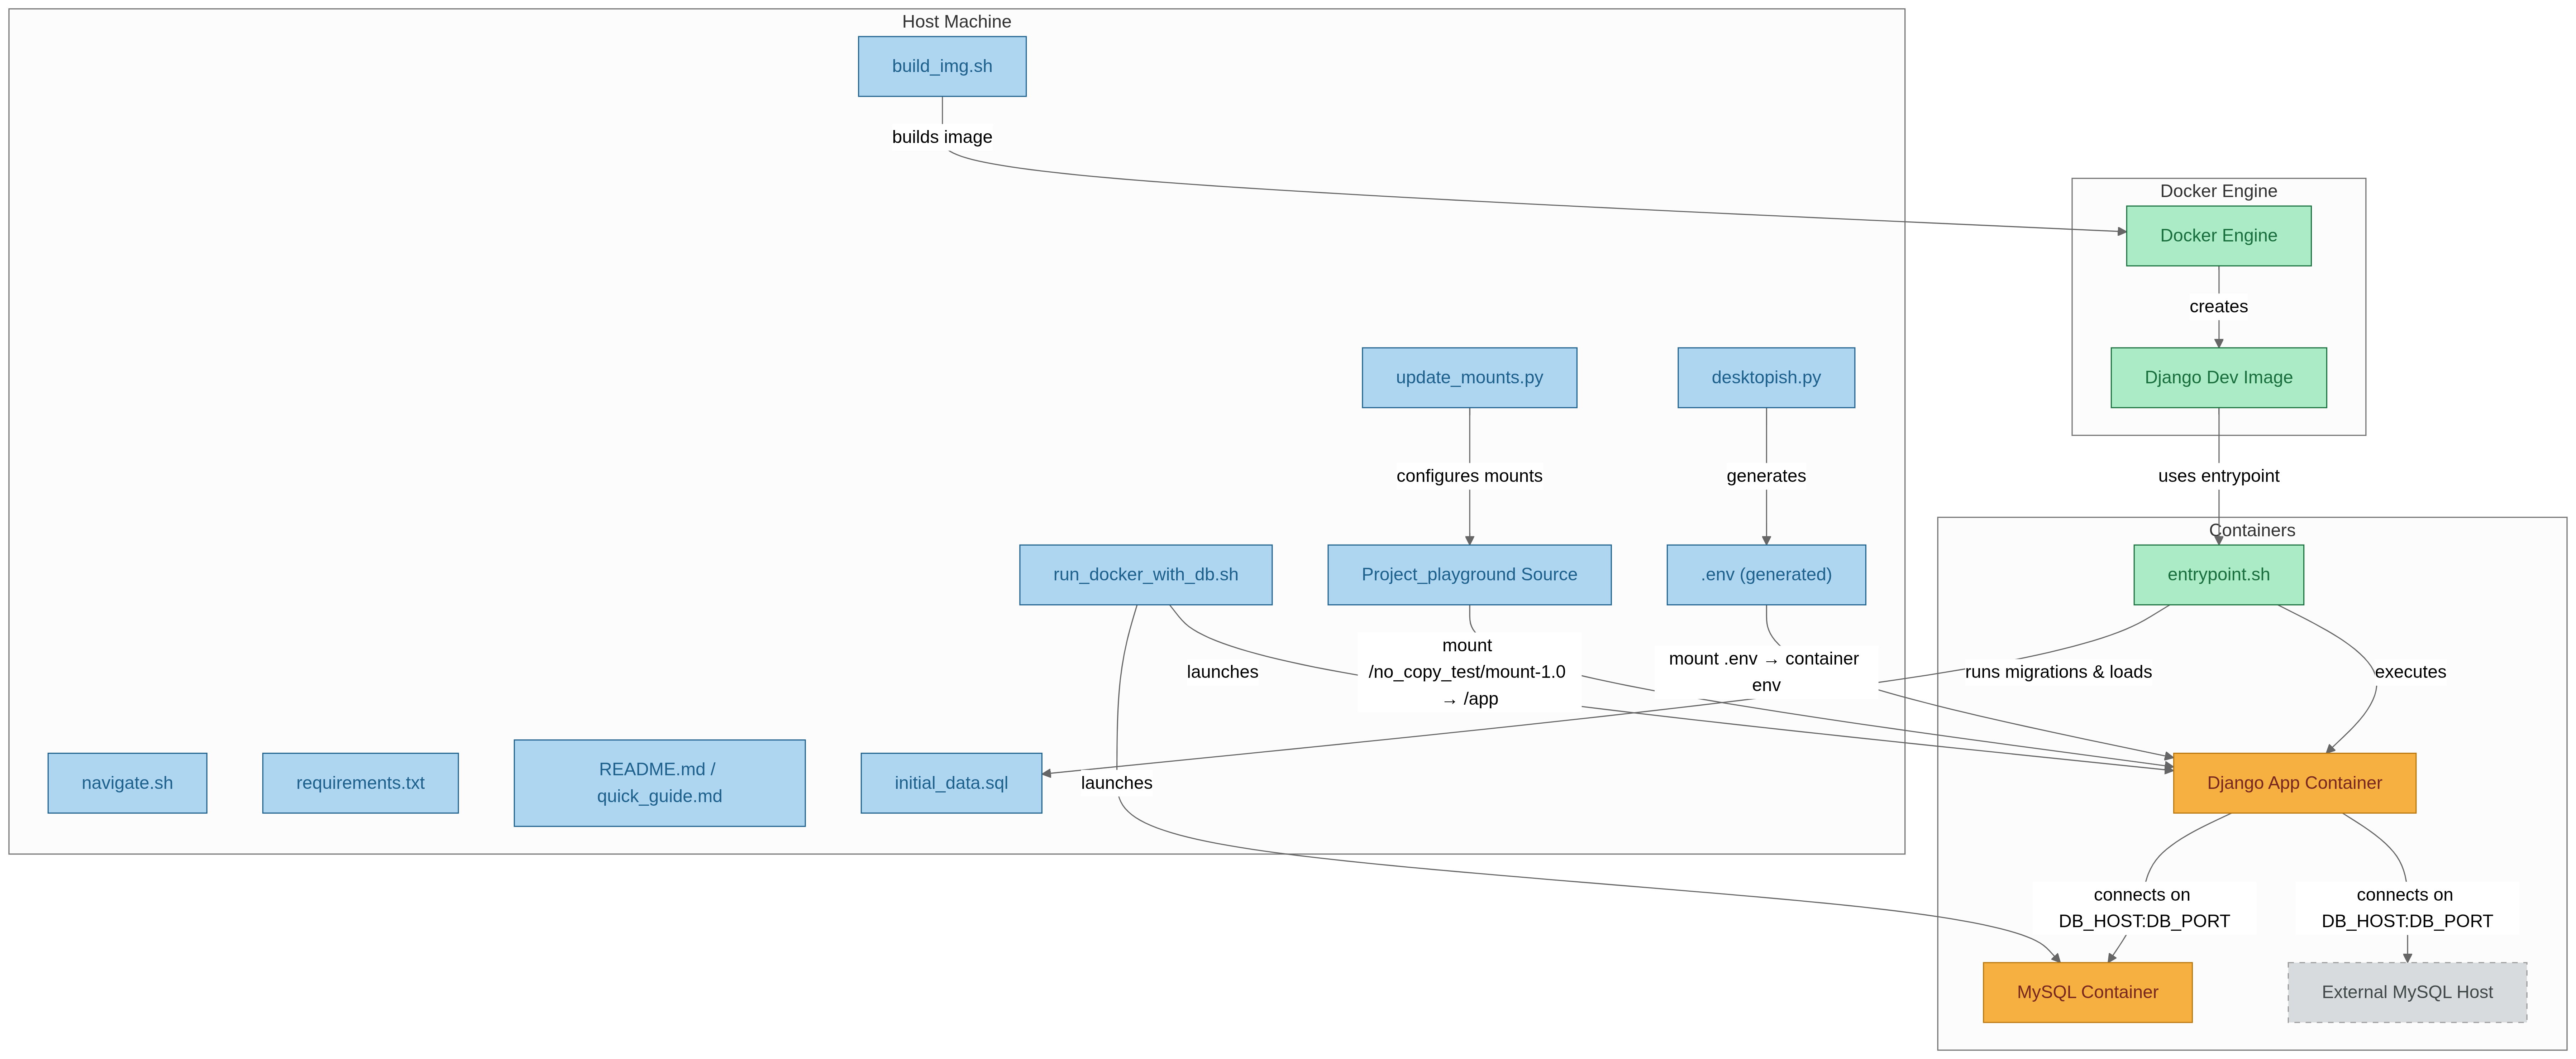 Host Machine
build_img.sh
builds image
Docker Engine
Docker Engine
creates
update_mounts.py
desktopish.py
Django Dev Image
configures mounts
generates
uses entrypoint
Containers
run_docker_with_db.sh
Project_playground Source
.env (generated)
entrypoint.sh
launches
mount
/no_copy_test/mount-1.0
→ /app
mount .env → container
env
runs migrations & loads
executes
navigate.sh
requirements.txt
README.md /
quick_guide.md
initial_data.sql
launches
Django App Container
connects on
DB_HOST:DB_PORT
connects on
DB_HOST:DB_PORT
MySQL Container
External MySQL Host